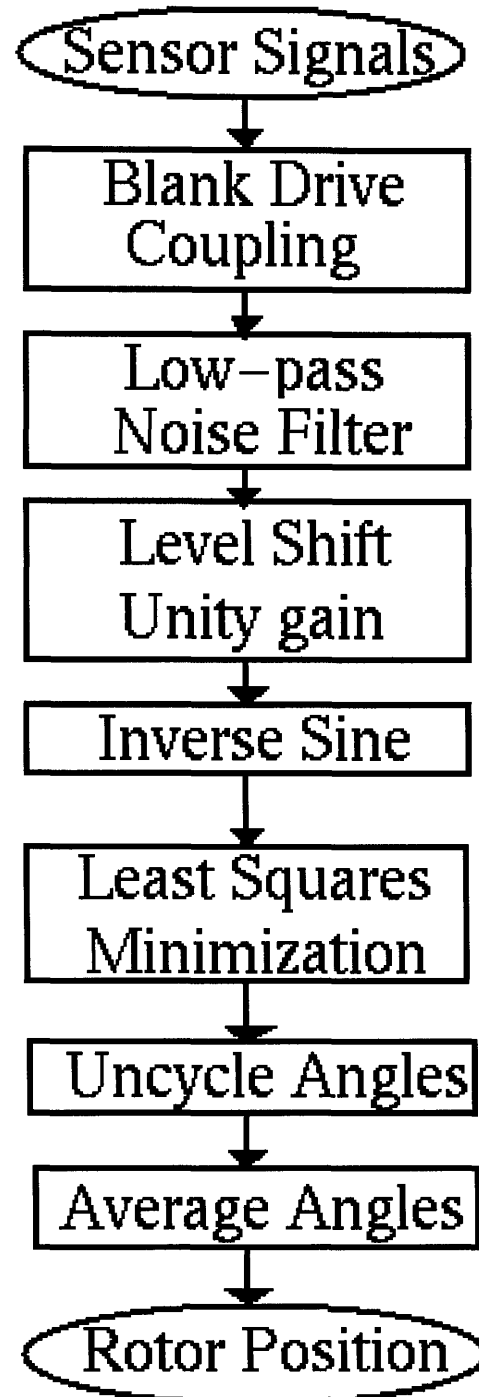 Sensor Signals
Blank Drive
Coupling
Low-pass
Noise Filter
Level Shift
Unity gain
Inverse Sine
Least Squares
Minimization
Uncycle Angles
Average Angles
Rotor Position